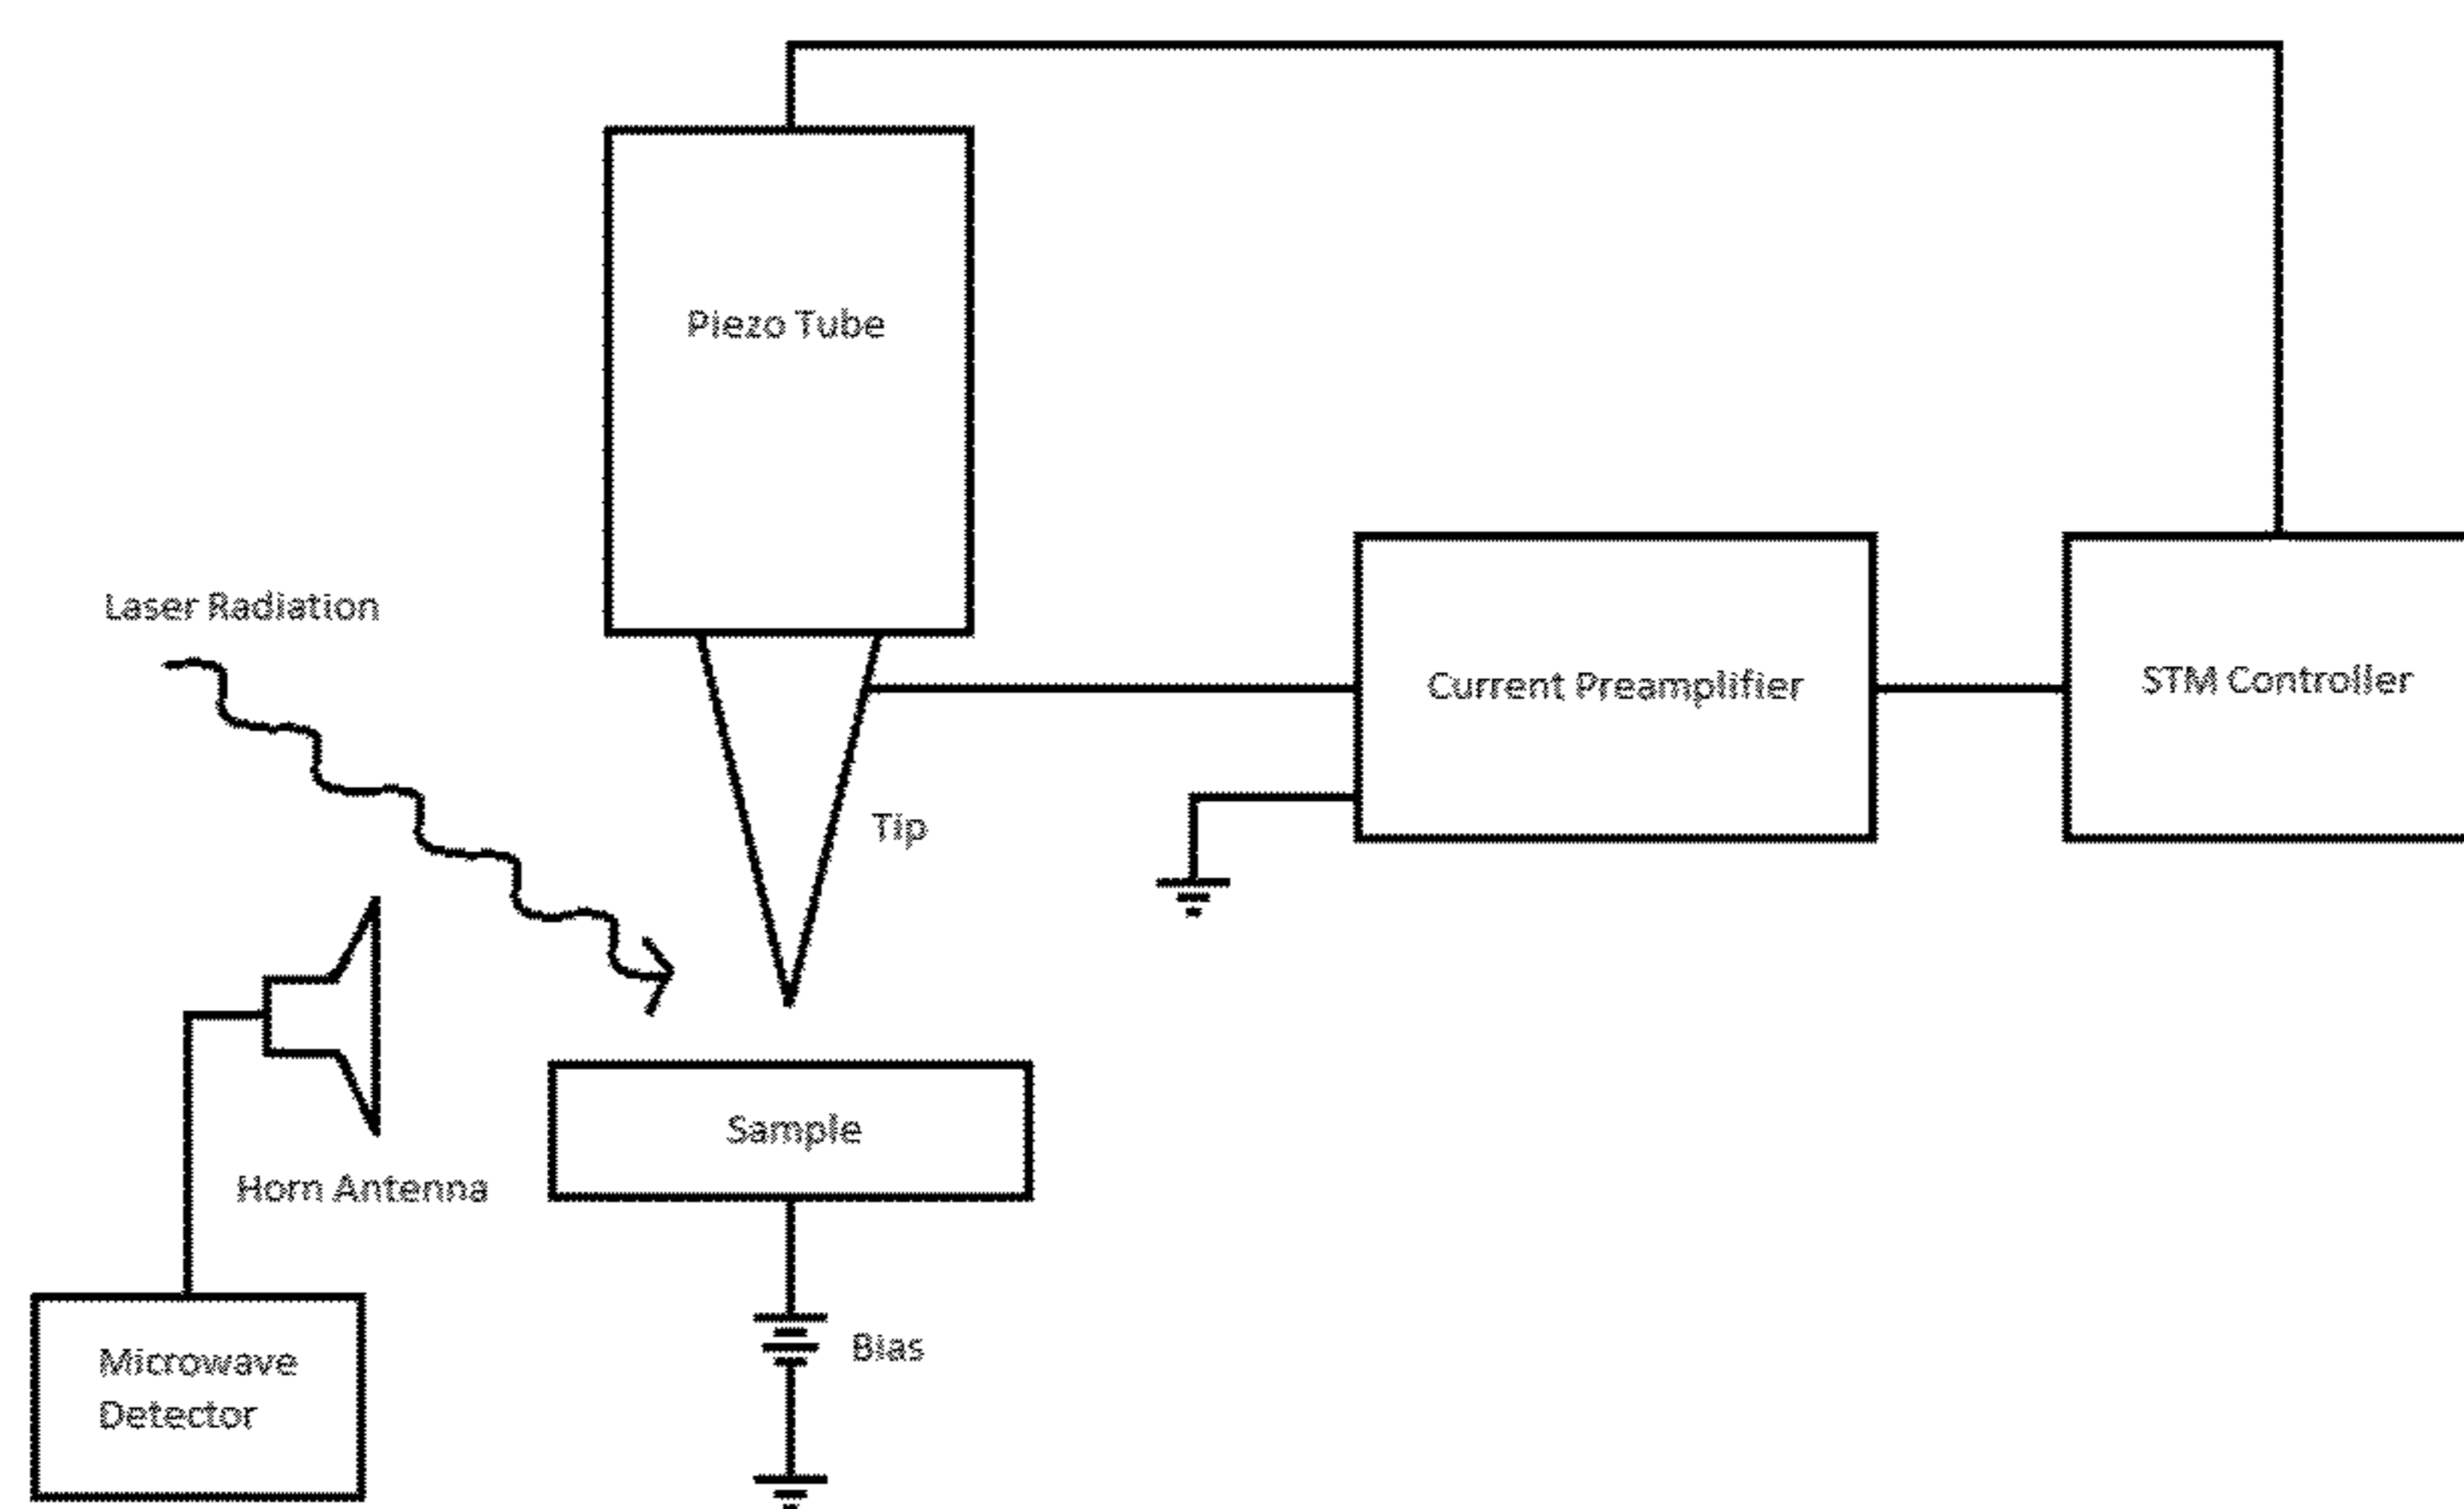 Piezo Tube
Laser Radiation
Current Preamplifier
STM Controller
Tip
Sample
Horn Antenna
Bias
Microwave
Detector